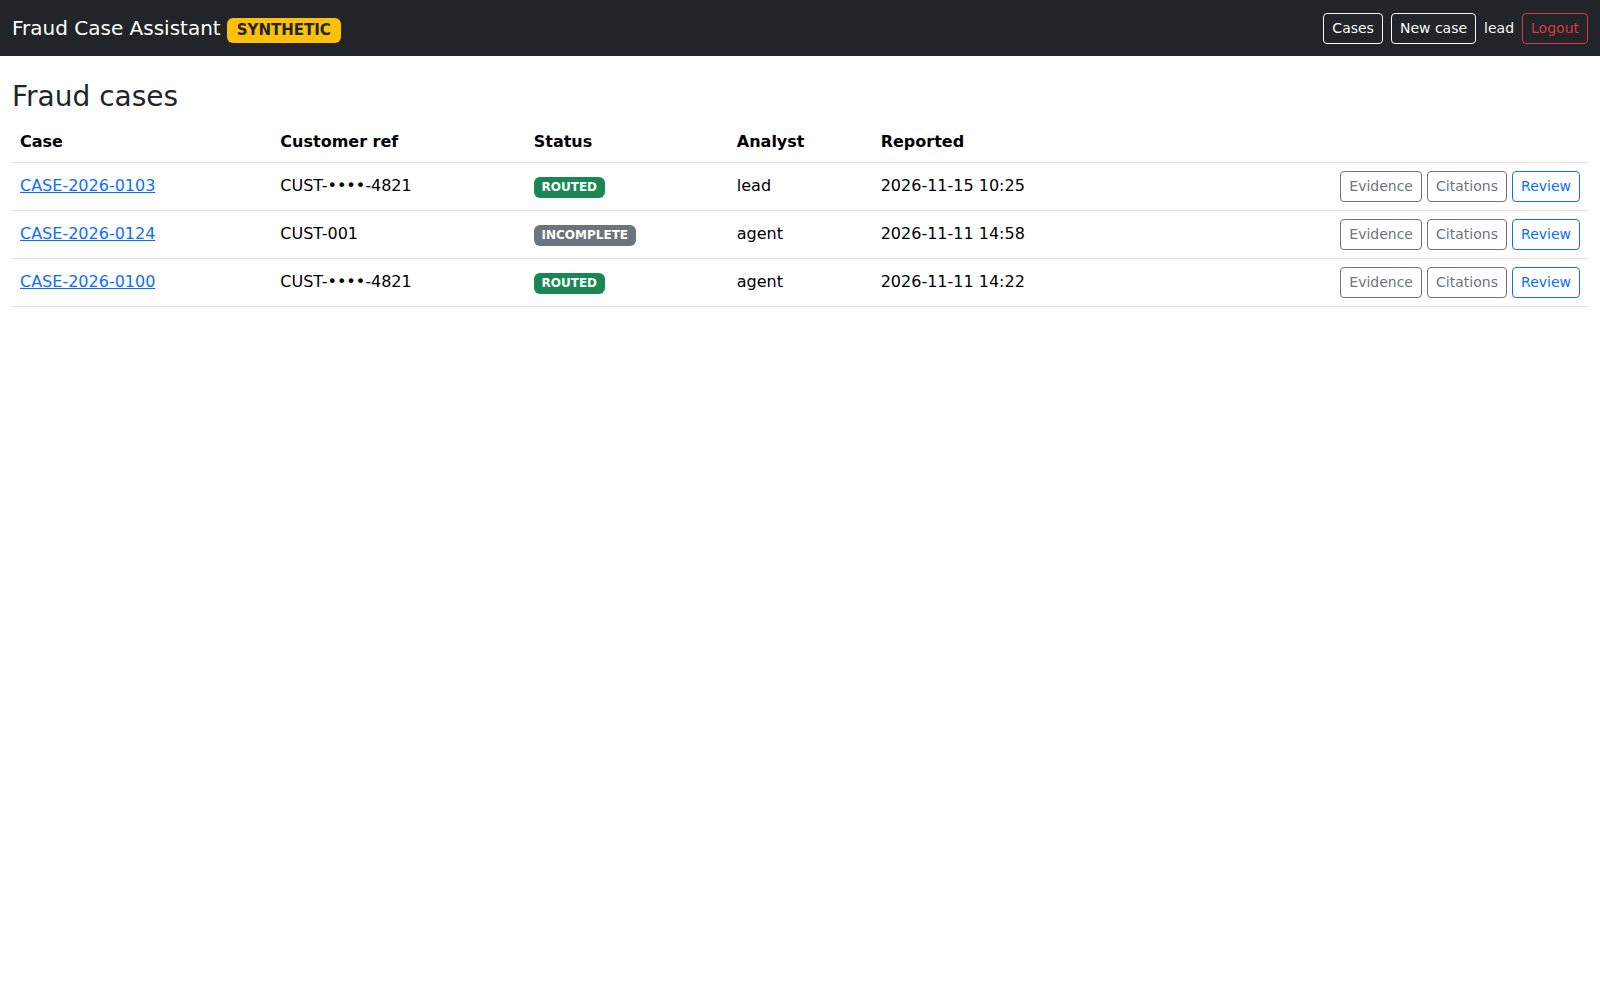 Fraud Case Assistant SYNTHETIC Cases New case lead Logout
Fraud cases
Case Customer ref Status Analyst Reported
CASE-2026-0103 CUST-••••-4821 ROUTED lead 2026-11-15 10:25 Evidence Citations Review
CASE-2026-0124 CUST-001 INCOMPLETE agent 2026-11-11 14:58 Evidence Citations Review
CASE-2026-0100 CUST-••••-4821 ROUTED agent 2026-11-11 14:22 Evidence Citations Review